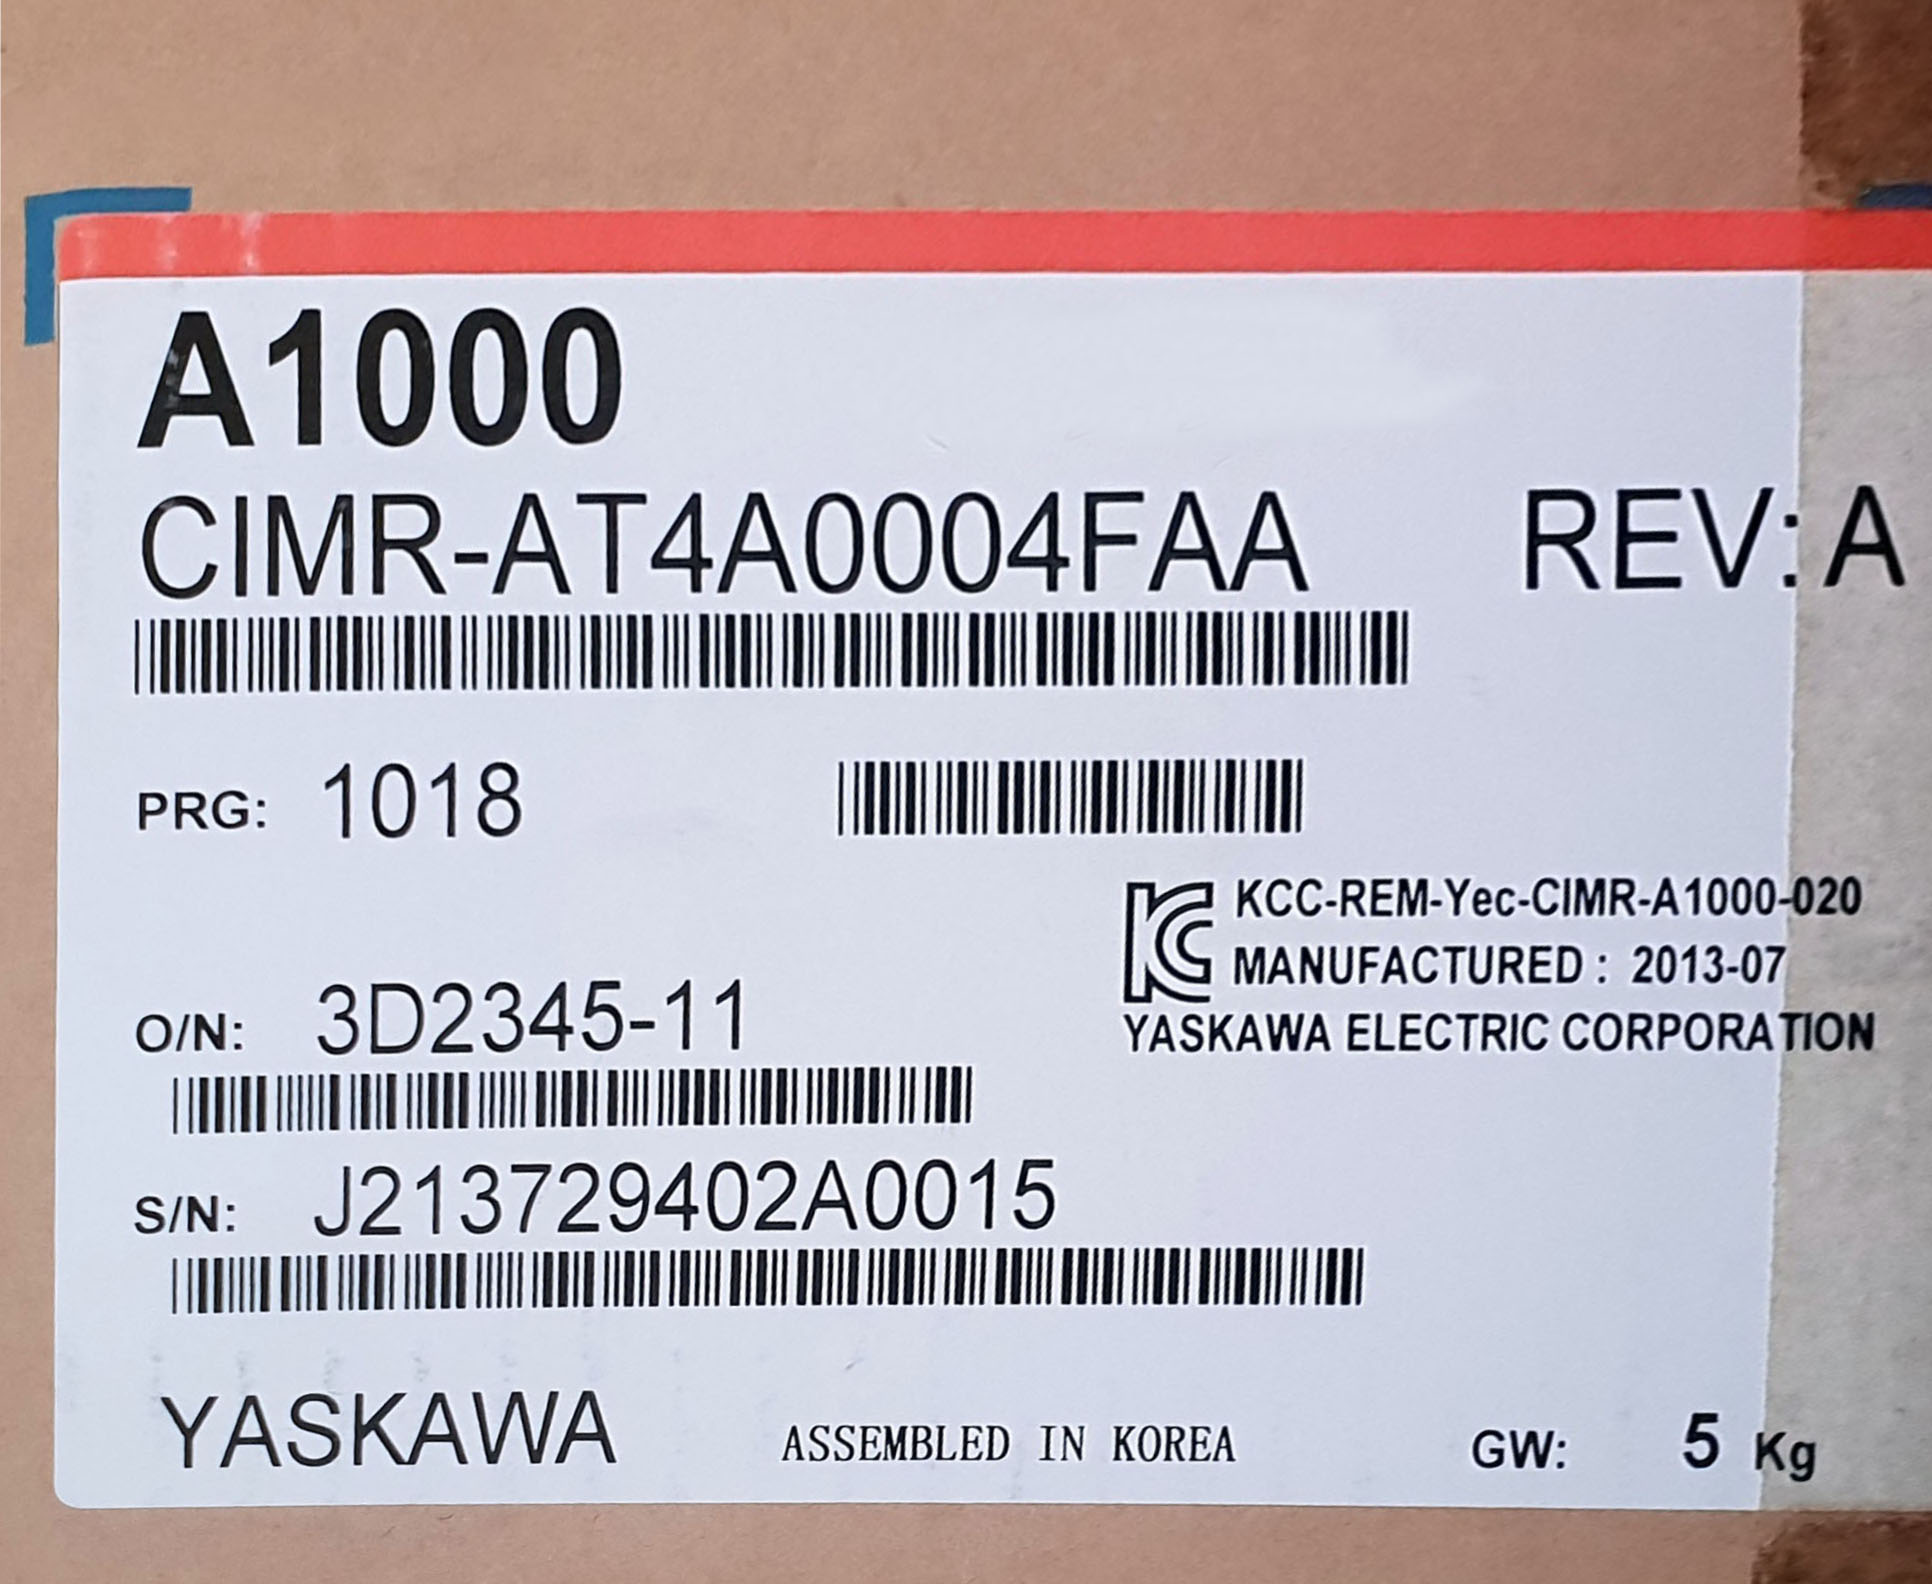 A1000
CIMR-AT4A0004FAA REV: A
PRG: 1018
KCC-REM-Yec-CIMR-A1000-020
MANUFACTURED : 2013-07
YASKAWA ELECTRIC CORPORATION
O/N: 3D2345-11
S/N: J213729402A0015
YASKAWA ASSEMBLED IN KOREA GW: 5 Kg